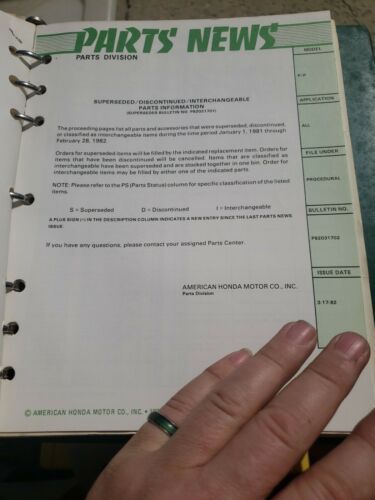 PARTS NEWS
PARTS DIVISION
MODEL
APPLICATION
ALL
FILE UNDER
PROCEDURAL
BULLETIN NO.
P82031702
ISSUE DATE
3-17-82
SUPERSEDED/DISCONTINUED/INTERCHANGEABLE
PARTS INFORMATION
(SUPERSEDES BULLETIN NO. P82021701)
The proceeding pages list all parts and accessories that were superseded, discontinued,
or classified as interchangeable items during the time period January 1, 1981 through
February 28, 1982.
Orders for superseded items will be filled by the indicated replacement item. Orders for
items that have been discontinued will be cancelled. Items that are classified as
interchangeable have been superseded and are stocked together in one bin. Orders for
interchangeable items may be filled by either one of the indicated parts.
NOTE: Please refer to the PS (Parts Status) column for specific classification of the listed
items.
S = Superseded D = Discontinued I = Interchangeable
A PLUS SIGN (+) IN THE DESCRIPTION COLUMN INDICATES A NEW ENTRY SINCE THE LAST PARTS NEWS
ISSUE.
If you have any questions, please contact your assigned Parts Center.
AMERICAN HONDA MOTOR CO., INC.
Parts Division
© AMERICAN HONDA MOTOR CO., INC. •